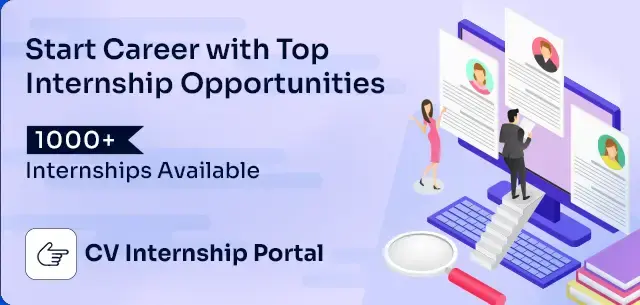 Start Career with Top
Internship Opportunities
1000+
Internships Available
CV Internship Portal